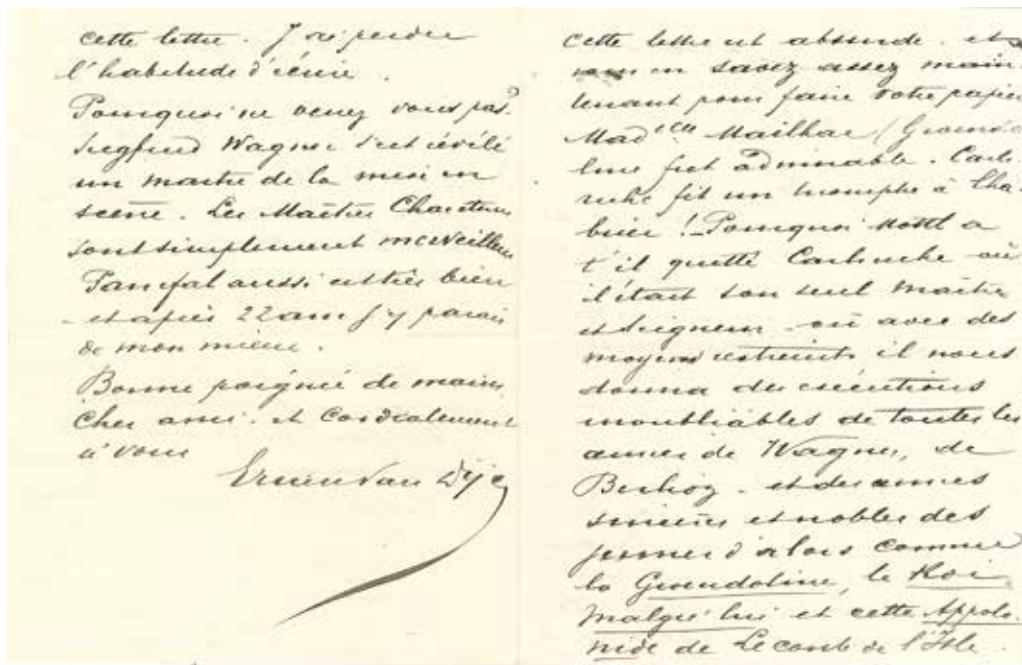 cette lettre. J'ai perdu
l'habitude d'écrire.
Pourquoi ne venez vous pas?
Siegfried Wagner s'est révélé
un maitre de la mise en
scène. Les Maîtres Chanteurs
sont simplement merveilleux
Parsifal aussi est très bien
- et après 22 ans j'y parais
de mon mieux.
Bonne poignée de mains
cher ami. et Cordialement
à vous
Ernest Van Dyck
cette lettre est absurde. et
vous en savez assez main
tenant pour faire votre papier
Mad elle Mailhac (Gwendo
line fut admirable. Carls
ruhe fit un triomphe à Cha-
brier! - Pourquoi Mottl a
t'il quitté Carlsruhe où
il était son seul maître
et seigneur - où avec des
moyens restreints il nous
donna des exécutions
inoubliables de toutes les
œuvres de Wagner, de
Berlioz - et des œuvres
sincères et nobles des
jeunes d'alors comme
la Gwendoline, le Roi
malgré lui et cette Appolo-
nide de Leconte de l'Isle.